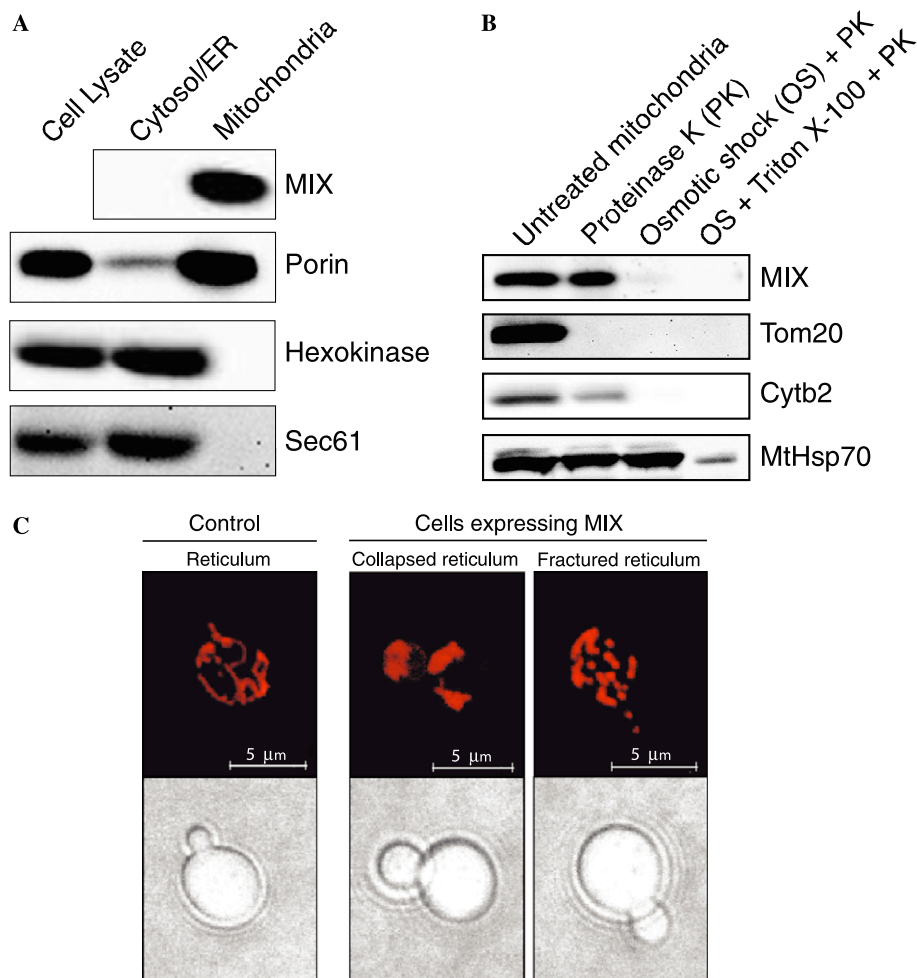 A
Cell Lysate
Cytosol/ER
Mitochondria
MIX
Porin
Hexokinase
Sec61
B
Untreated mitochondria
Proteinase K (PK)
Osmotic shock (OS) + PK
OS + Triton X-100 + PK
MIX
Tom20
Cytb2
MtHsp70
C
Control
Cells expressing MIX
Reticulum
Collapsed reticulum
Fractured reticulum
5 μm
5 μm
5 μm